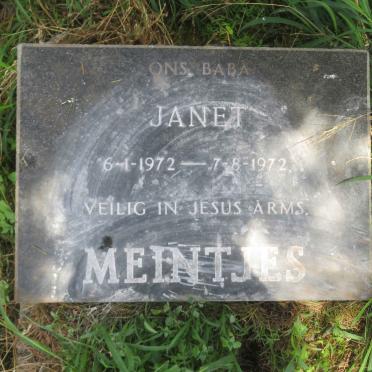 ONS BABA
JANET
6-1-1972 — 7-8-1972
VEILIG IN JESUS ARMS.
MEINTJES